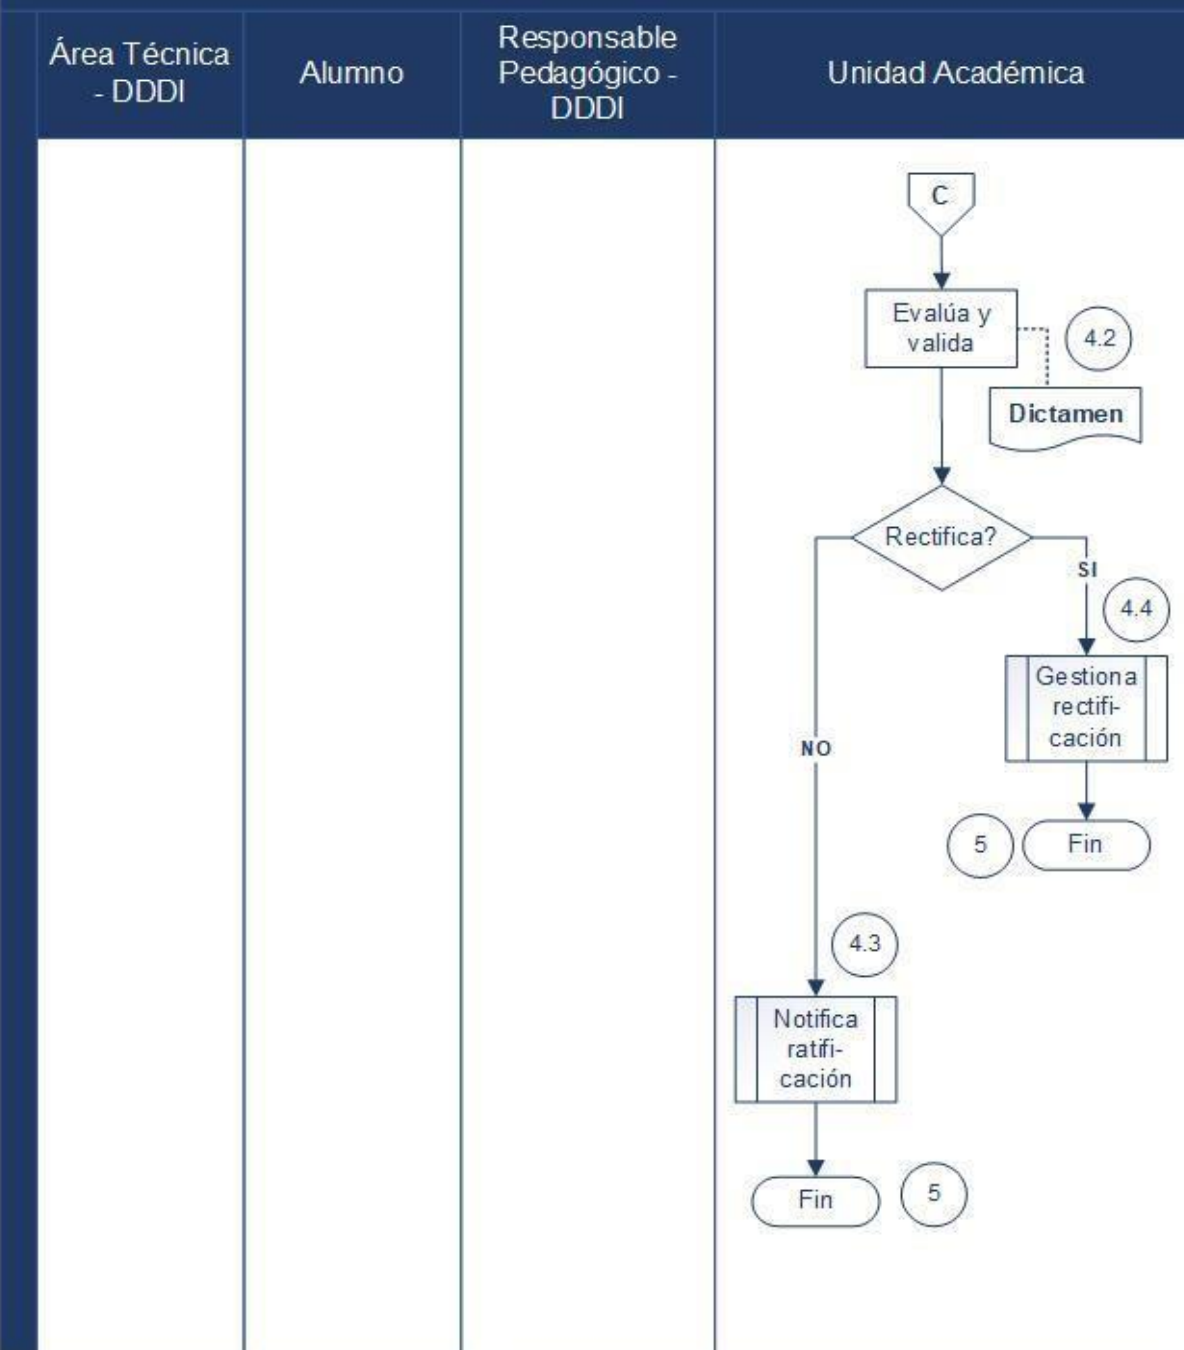 Área Técnica
- DDDI
Alumno
Responsable
Pedagógico -
DDDI
Unidad Académica
C
Evalúa y
valida
4.2
Dictamen
Rectifica?
SI
4.4
Gestiona
rectifi-
cación
NO
5
Fin
4.3
Notifica
ratifi-
cación
Fin
5